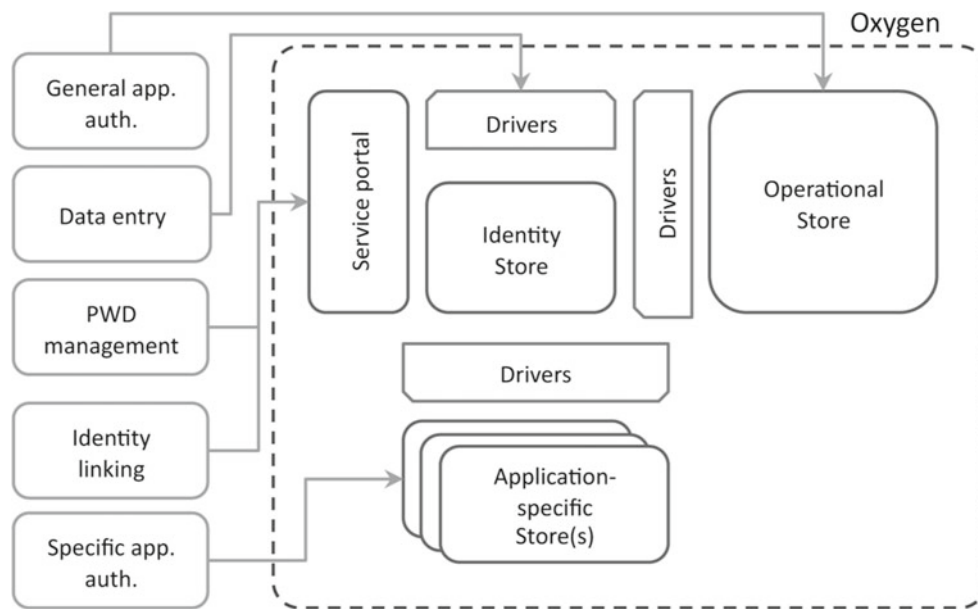 Oxygen
General app.
auth.
Data entry
PWD
management
Identity
linking
Specific app.
auth.
Service portal
Drivers
Identity
Store
Drivers
Operational
Store
Drivers
Application-
specific
Store(s)